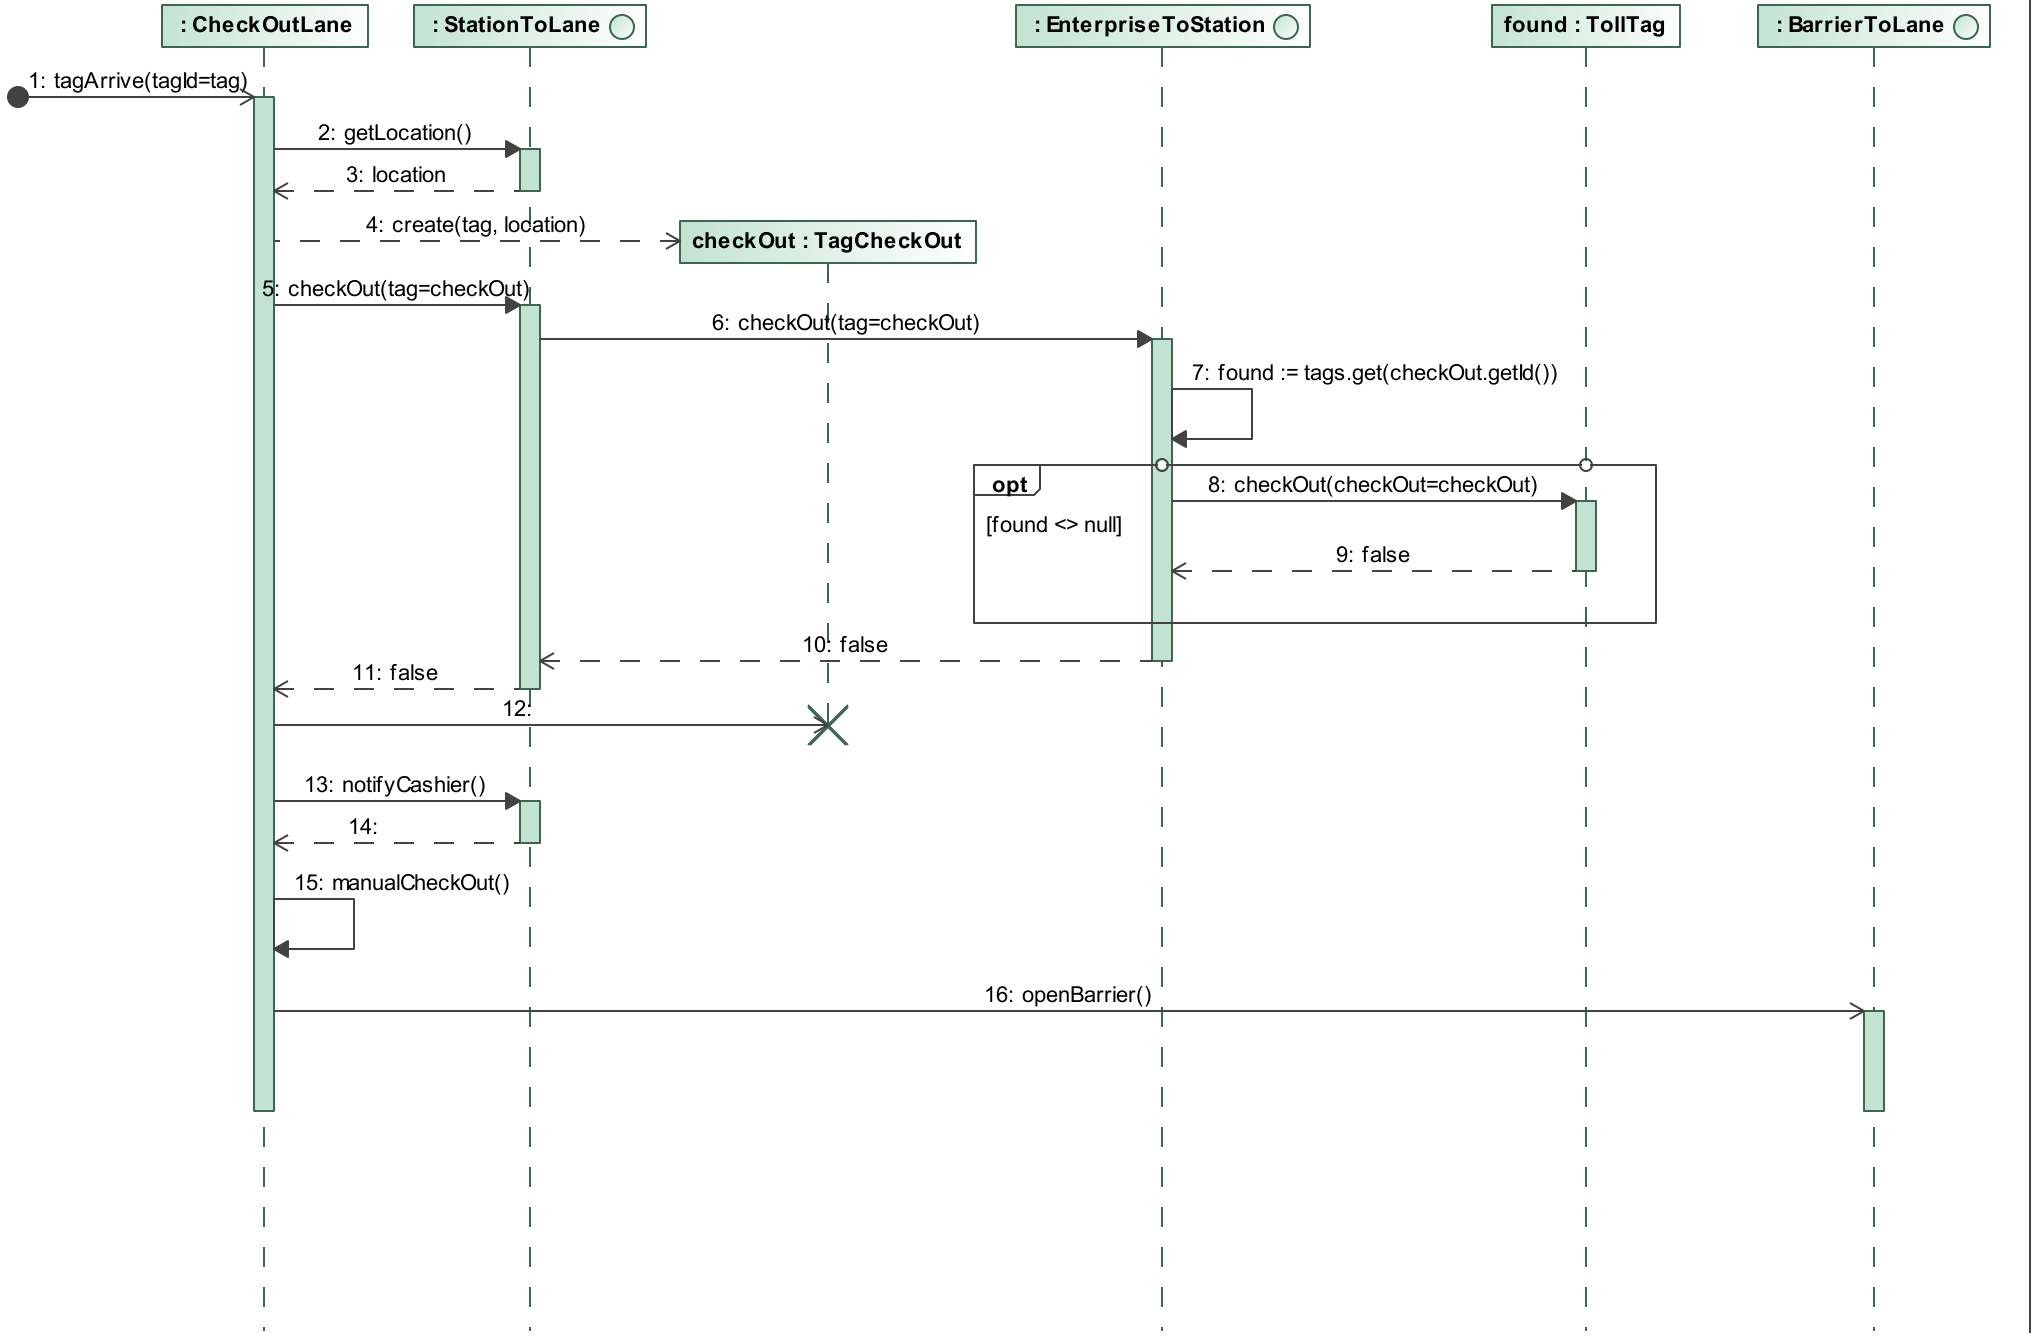 : CheckOutLane
: StationToLane
: EnterpriseToStation
found : TollTag
: BarrierToLane
1: tagArrive(tagId=tag)
2: getLocation()
3: location
4: create(tag, location)
checkOut : TagCheckOut
5: checkOut(tag=checkOut)
6: checkOut(tag=checkOut)
7: found := tags.get(checkOut.getId())
opt
8: checkOut(checkOut=checkOut)
[found <> null]
9: false
10: false
11: false
12:
13: notifyCashier()
14:
15: manualCheckOut()
16: openBarrier()